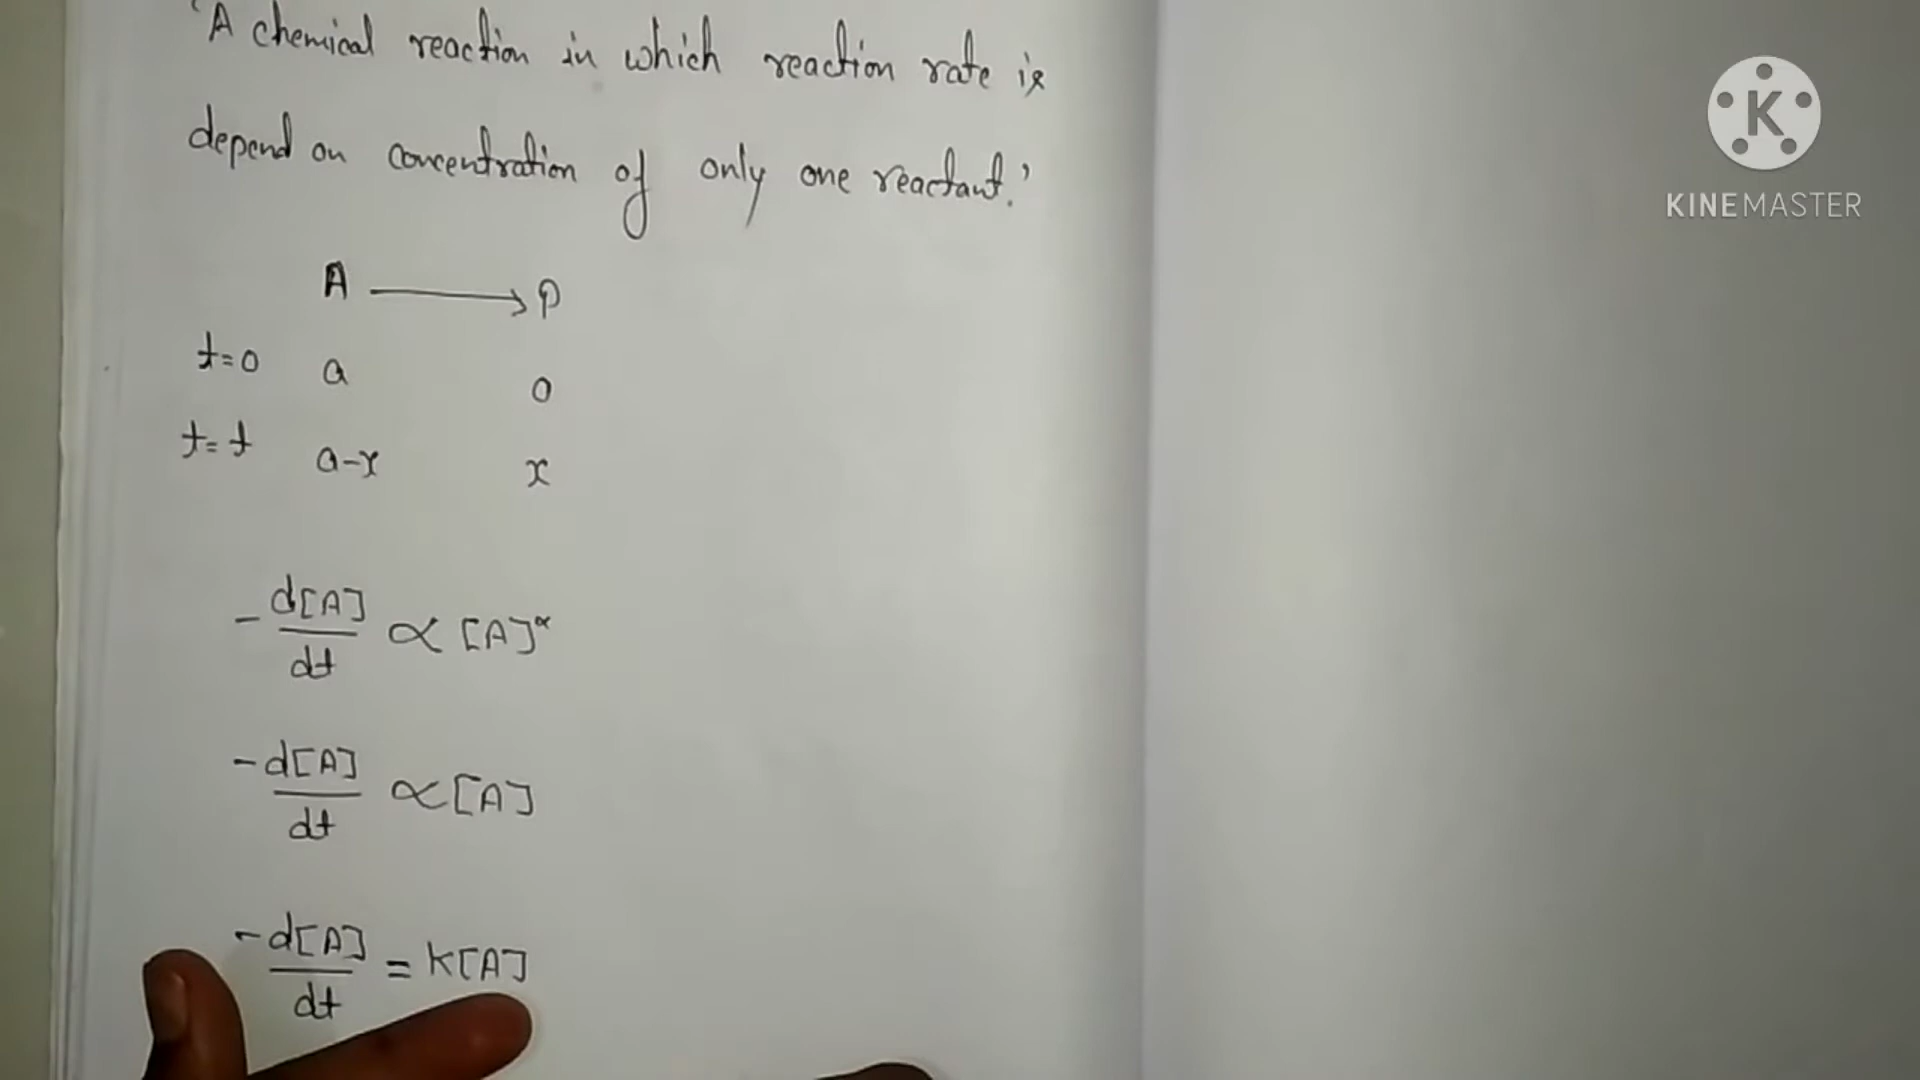 'A chemical reaction in which reaction rate is
depend on concentration of only one reactant.'
A ⟶ P
t=0 a 0
t=t a-x x
-d[A]/dt ∝ [A]^α
-d[A]/dt ∝ [A]
-d[A]/dt = K[A]
K
KINEMASTER